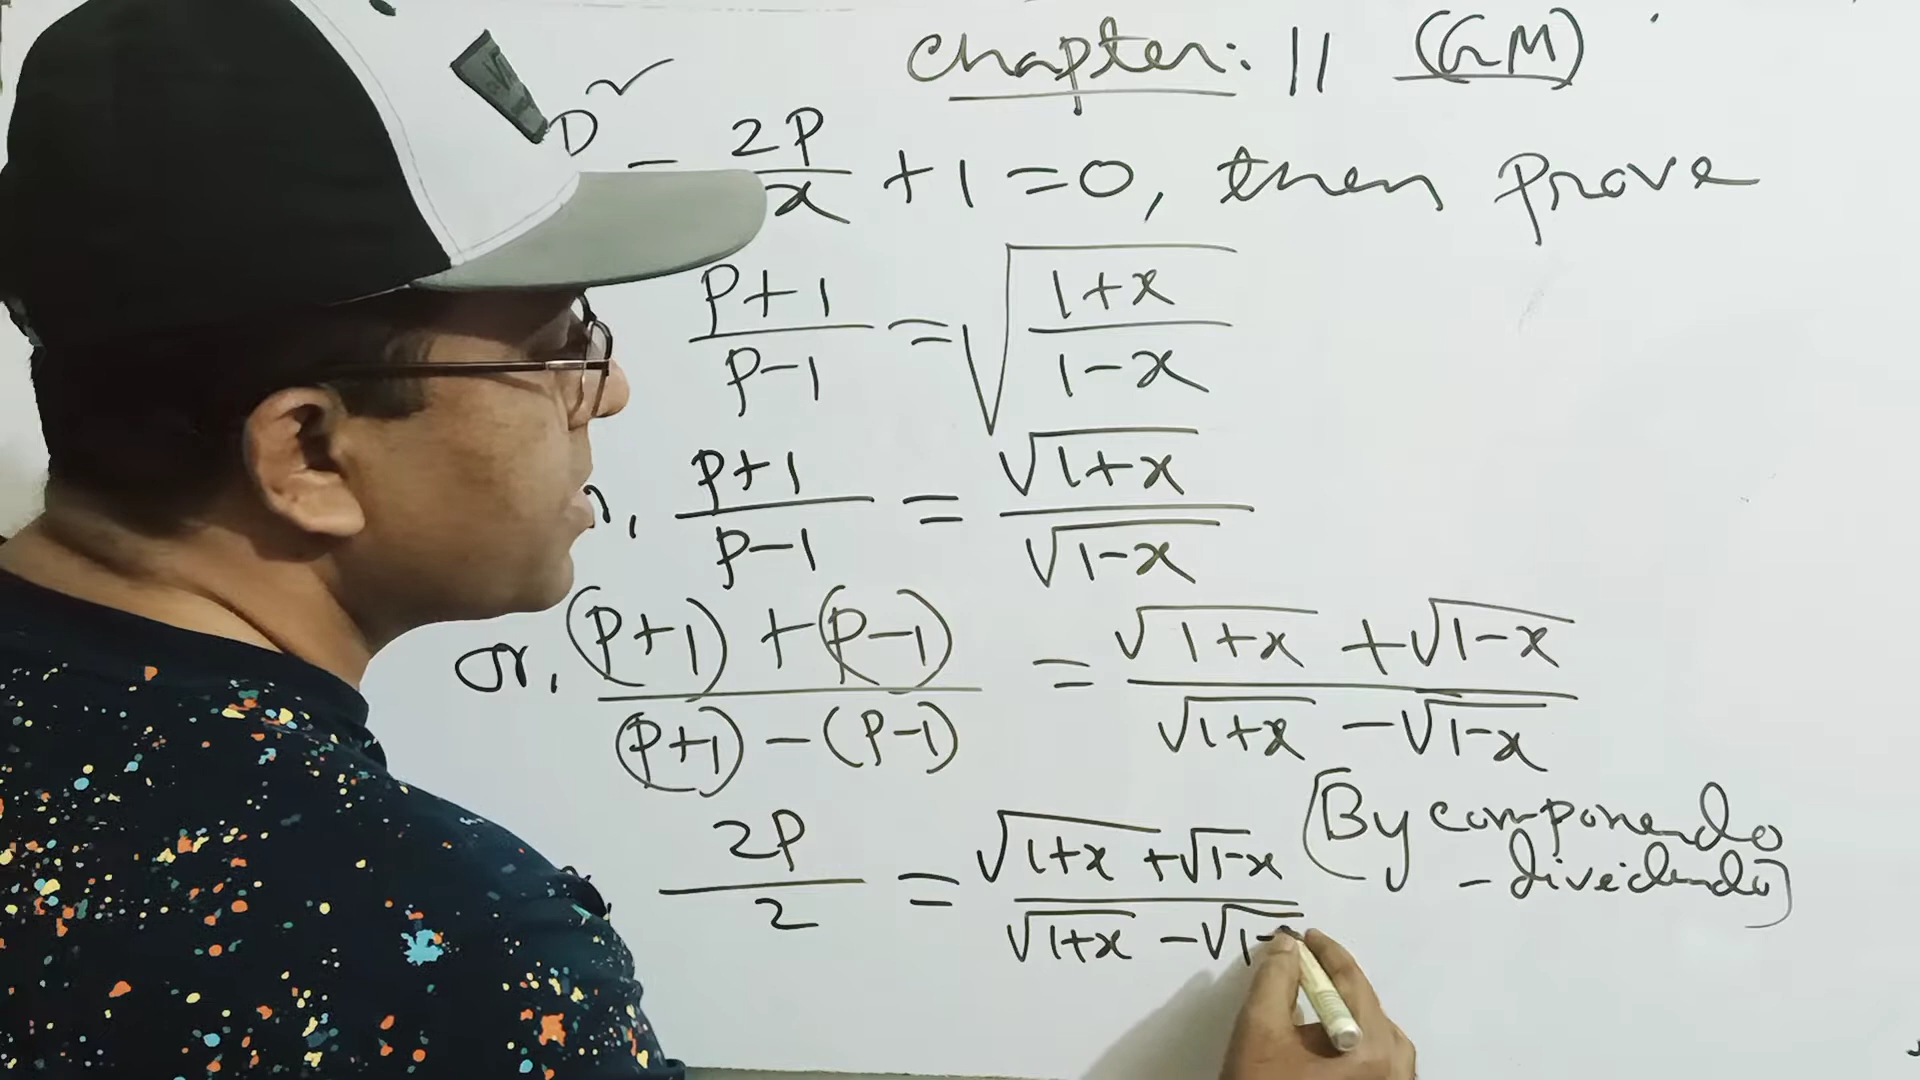 chapter: 11 (GM)
- 2P/x + 1 = 0, then prove
P+1/P-1 = √(1+x/1-x)
P+1/P-1 = √1+x/√1-x
or, (P+1) + (P-1)/(P+1) - (P-1) = √1+x + √1-x/√1+x - √1-x
2P/2 = √1+x + √1-x/√1+x - √1-
[By componendo
- dividendo]